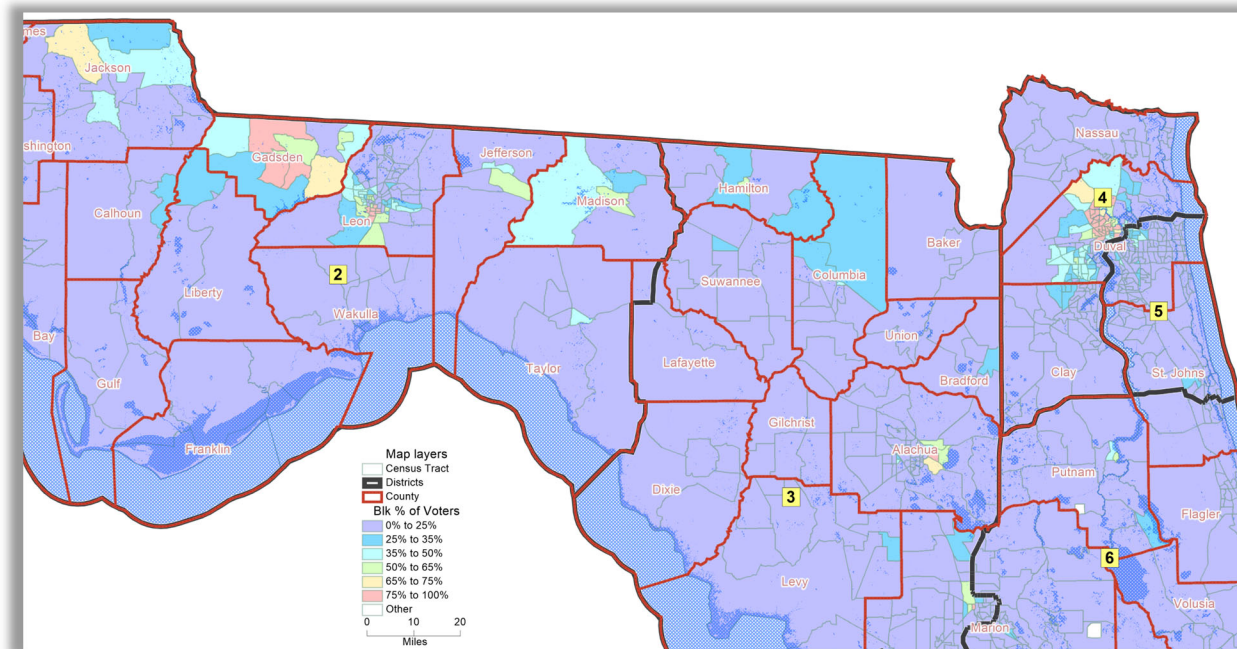 mes
Jackson
shington
Gadsden
Jefferson
Madison
Hamilton
Nassau
4
Calhoun
Leon
Duval
Baker
2
Columbia
Suwannee
Liberty
Wakulla
5
Bay
Union
Lafayette
Taylor
Bradford
Clay
St. Johns
Gulf
Gilchrist
Franklin
Alachua
Putnam
Dixie
3
Flagler
6
Levy
Volusia
Marion
Map layers
Census Tract
Districts
County
Blk % of Voters
0% to 25%
25% to 35%
35% to 50%
50% to 65%
65% to 75%
75% to 100%
Other
0 10 20
Miles